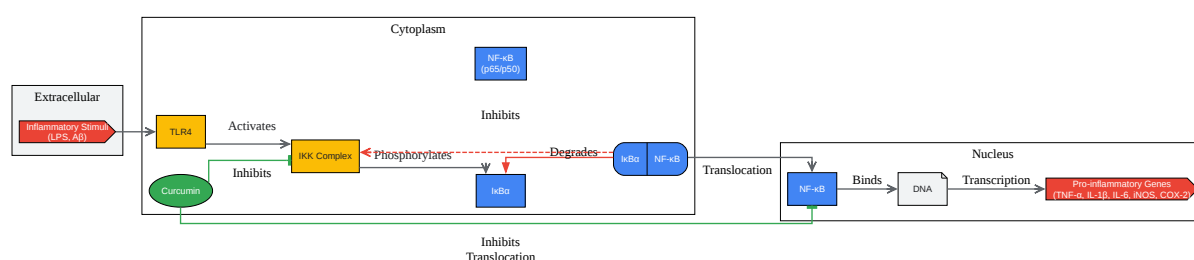 Cytoplasm
NF-κB
(p65/p50)
Extracellular
Inflammatory Stimuli
(LPS, Aβ)
TLR4
Activates
Inhibits
IKK Complex
Phosphorylates
Degrades
IκBα
NF-κB
Inhibits
Curcumin
IκBα
Translocation
Nucleus
NF-κB
Binds
DNA
Transcription
Pro-inflammatory Genes
(TNF-α, IL-1β, IL-6, iNOS, COX-2)
Inhibits
Translocation